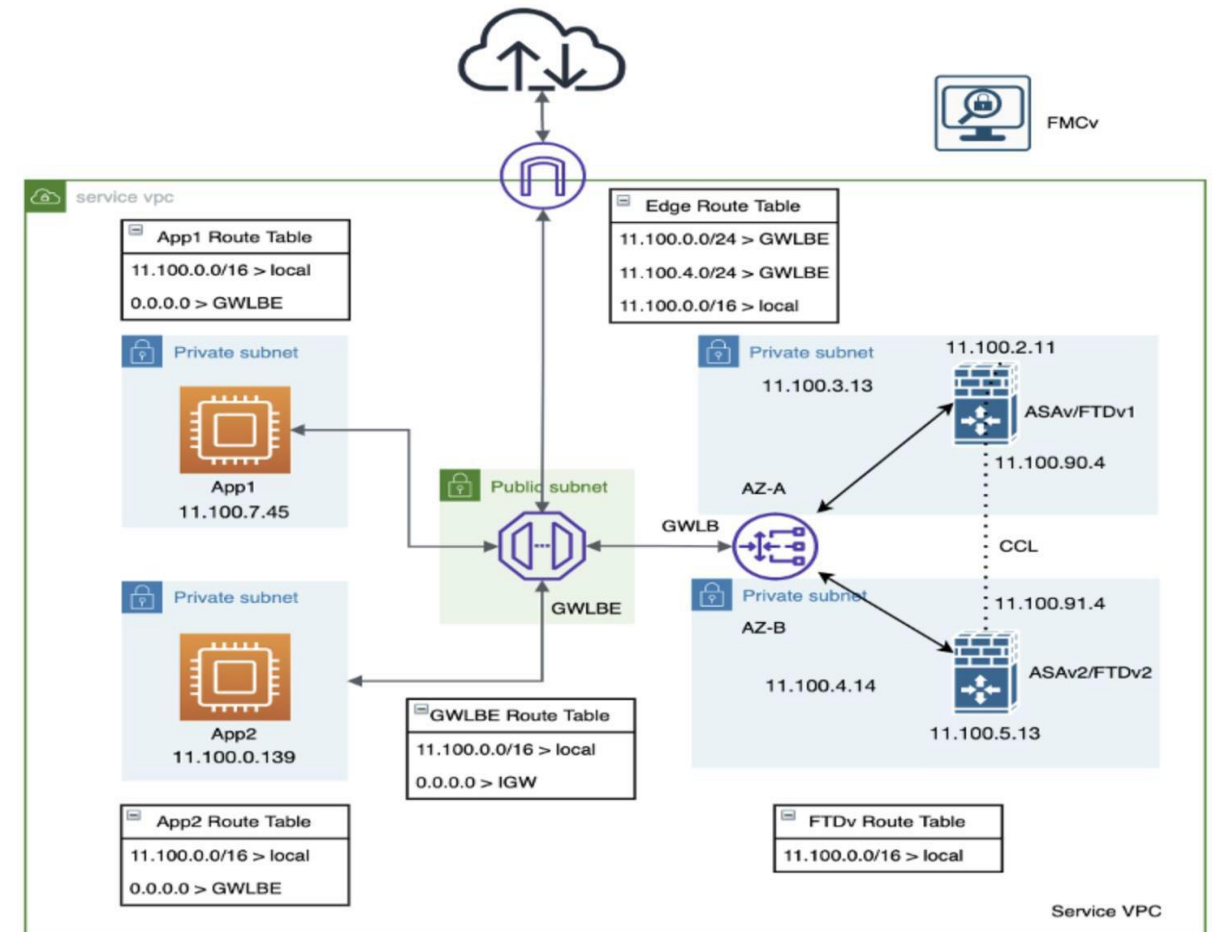 FMCv
service vpc
App1 Route Table
11.100.0.0/16 > local
0.0.0.0 > GWLBE
Edge Route Table
11.100.0.0/24 > GWLBE
11.100.4.0/24 > GWLBE
11.100.0.0/16 > local
Private subnet
App1
11.100.7.45
Private subnet
11.100.2.11
11.100.3.13
ASAv/FTDv1
11.100.90.4
AZ-A
Public subnet
GWLB
GWLBE
CCL
Private subnet
App2
11.100.0.139
Private subnet
AZ-B
11.100.91.4
ASAv2/FTDv2
11.100.4.14
11.100.5.13
GWLBE Route Table
11.100.0.0/16 > local
0.0.0.0 > IGW
App2 Route Table
11.100.0.0/16 > local
0.0.0.0 > GWLBE
FTDv Route Table
11.100.0.0/16 > local
Service VPC